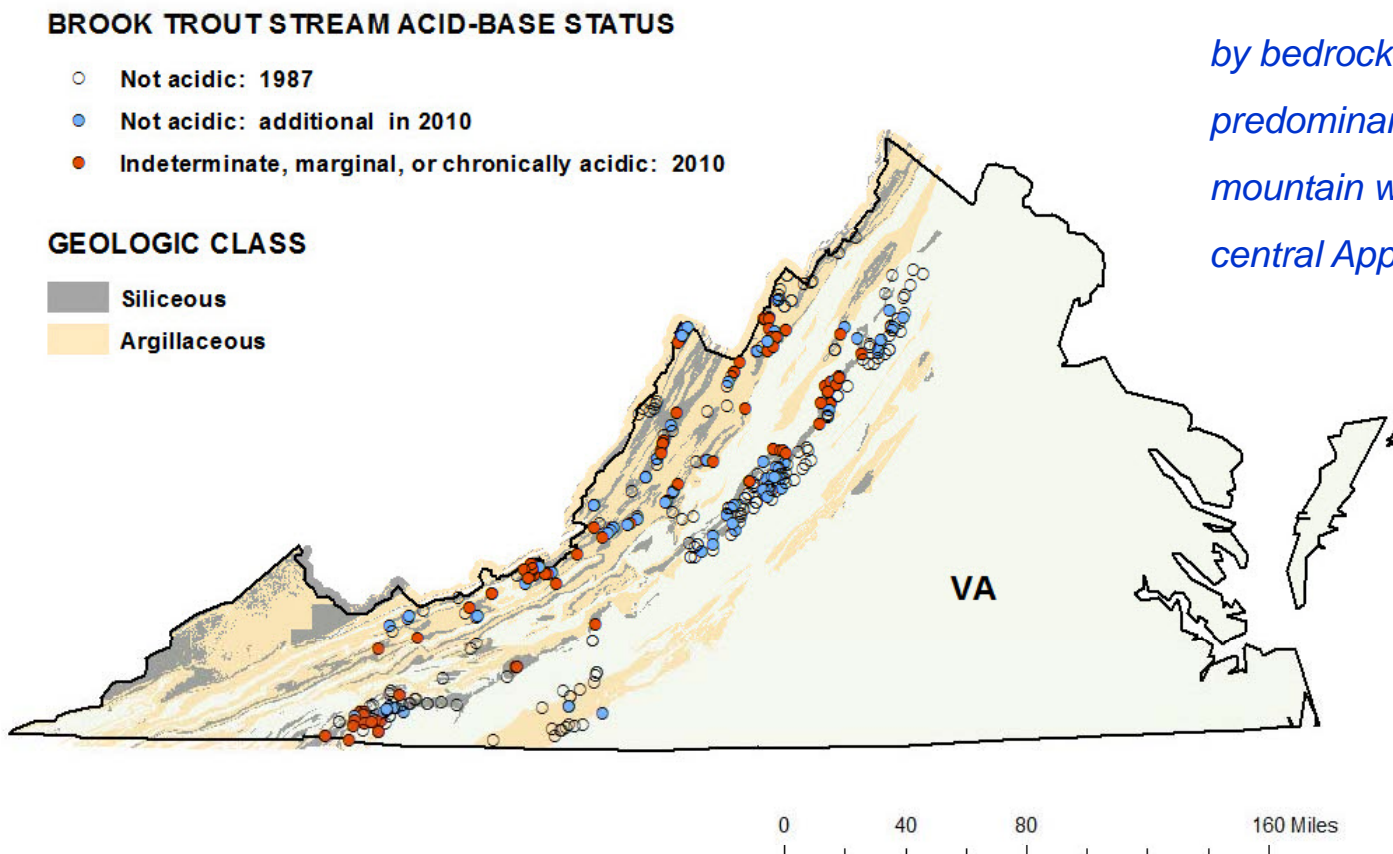 BROOK TROUT STREAM ACID-BASE STATUS
Not acidic: 1987
Not acidic: additional in 2010
Indeterminate, marginal, or chronically acidic: 2010
GEOLOGIC CLASS
Siliceous
Argillaceous
by bedrock
mountain w
central App
VA
0 40 80 160 Miles